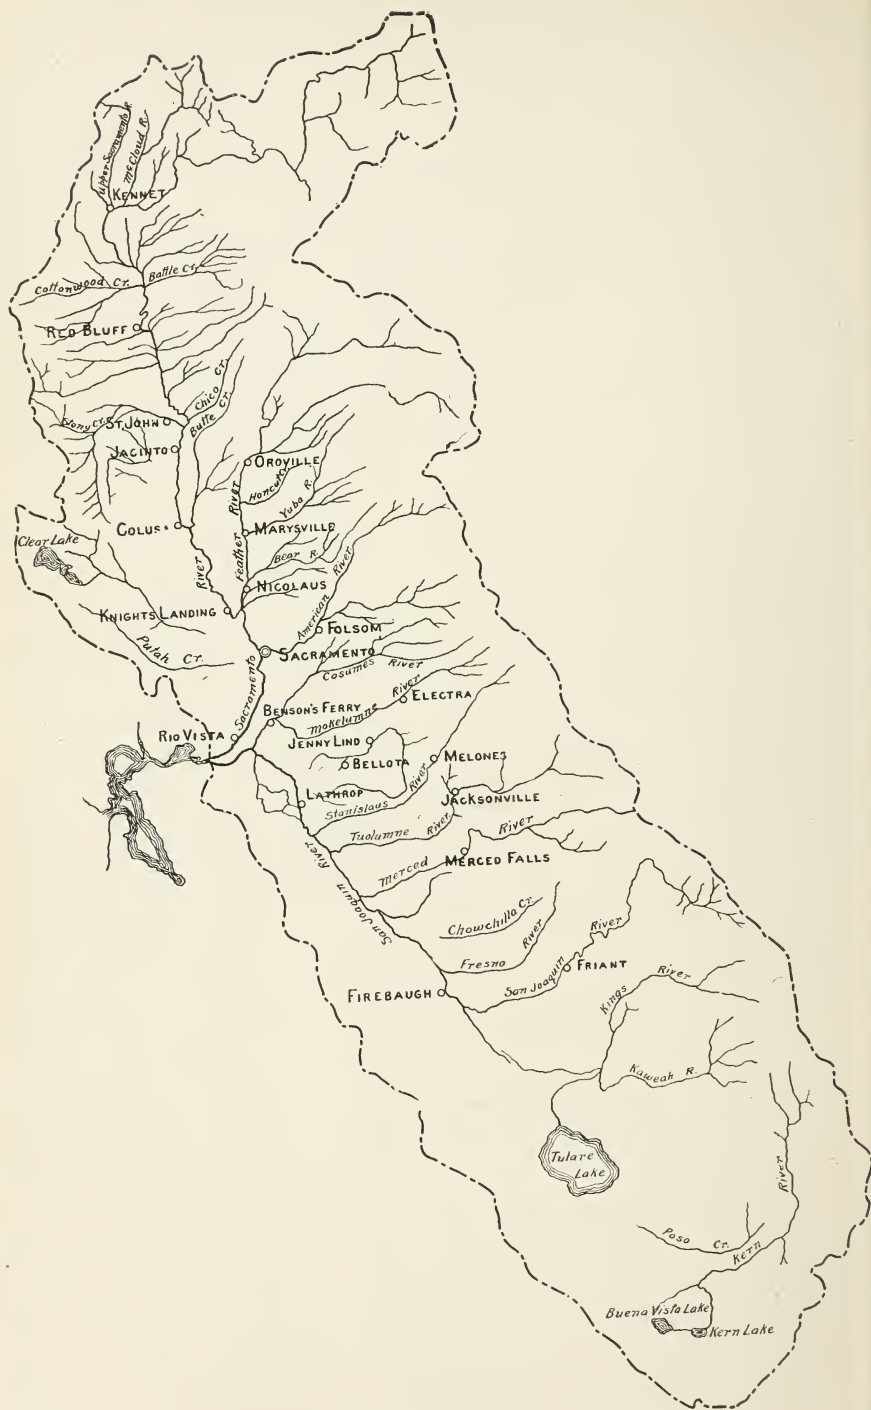 Upper Sacramento R.
McCloud R.
KENNET
Cottonwood Cr.
Battle Cr.
RED BLUFF
Chico Cr.
Butte Cr.
Stony Cr.
ST JOHN
JACINTO
OROVILLE
Honcut
Yuba R.
COLUSA
MARYSVILLE
Feather River
Bear R.
Clear Lake
River
NICOLAUS
KNIGHTS LANDING
American River
FOLSOM
Putah Cr.
SACRAMENTO
Cosumes River
Sacramento
BENSON'S FERRY
Mokelumne River
ELECTRA
RIO VISTA
JENNY LIND
BELLOTA
MELONES
LATHROP
Stanislaus River
JACKSONVILLE
Tuolumne River
Merced River
MERCED FALLS
San Joaquin River
Chowchilla Cr.
Fresno River
San Joaquin River
FRIANT
FIREBAUGH
Kings River
Kaweah R.
Tulare
Lake
Poso Cr.
Kern River
Buena Vista Lake
Kern Lake